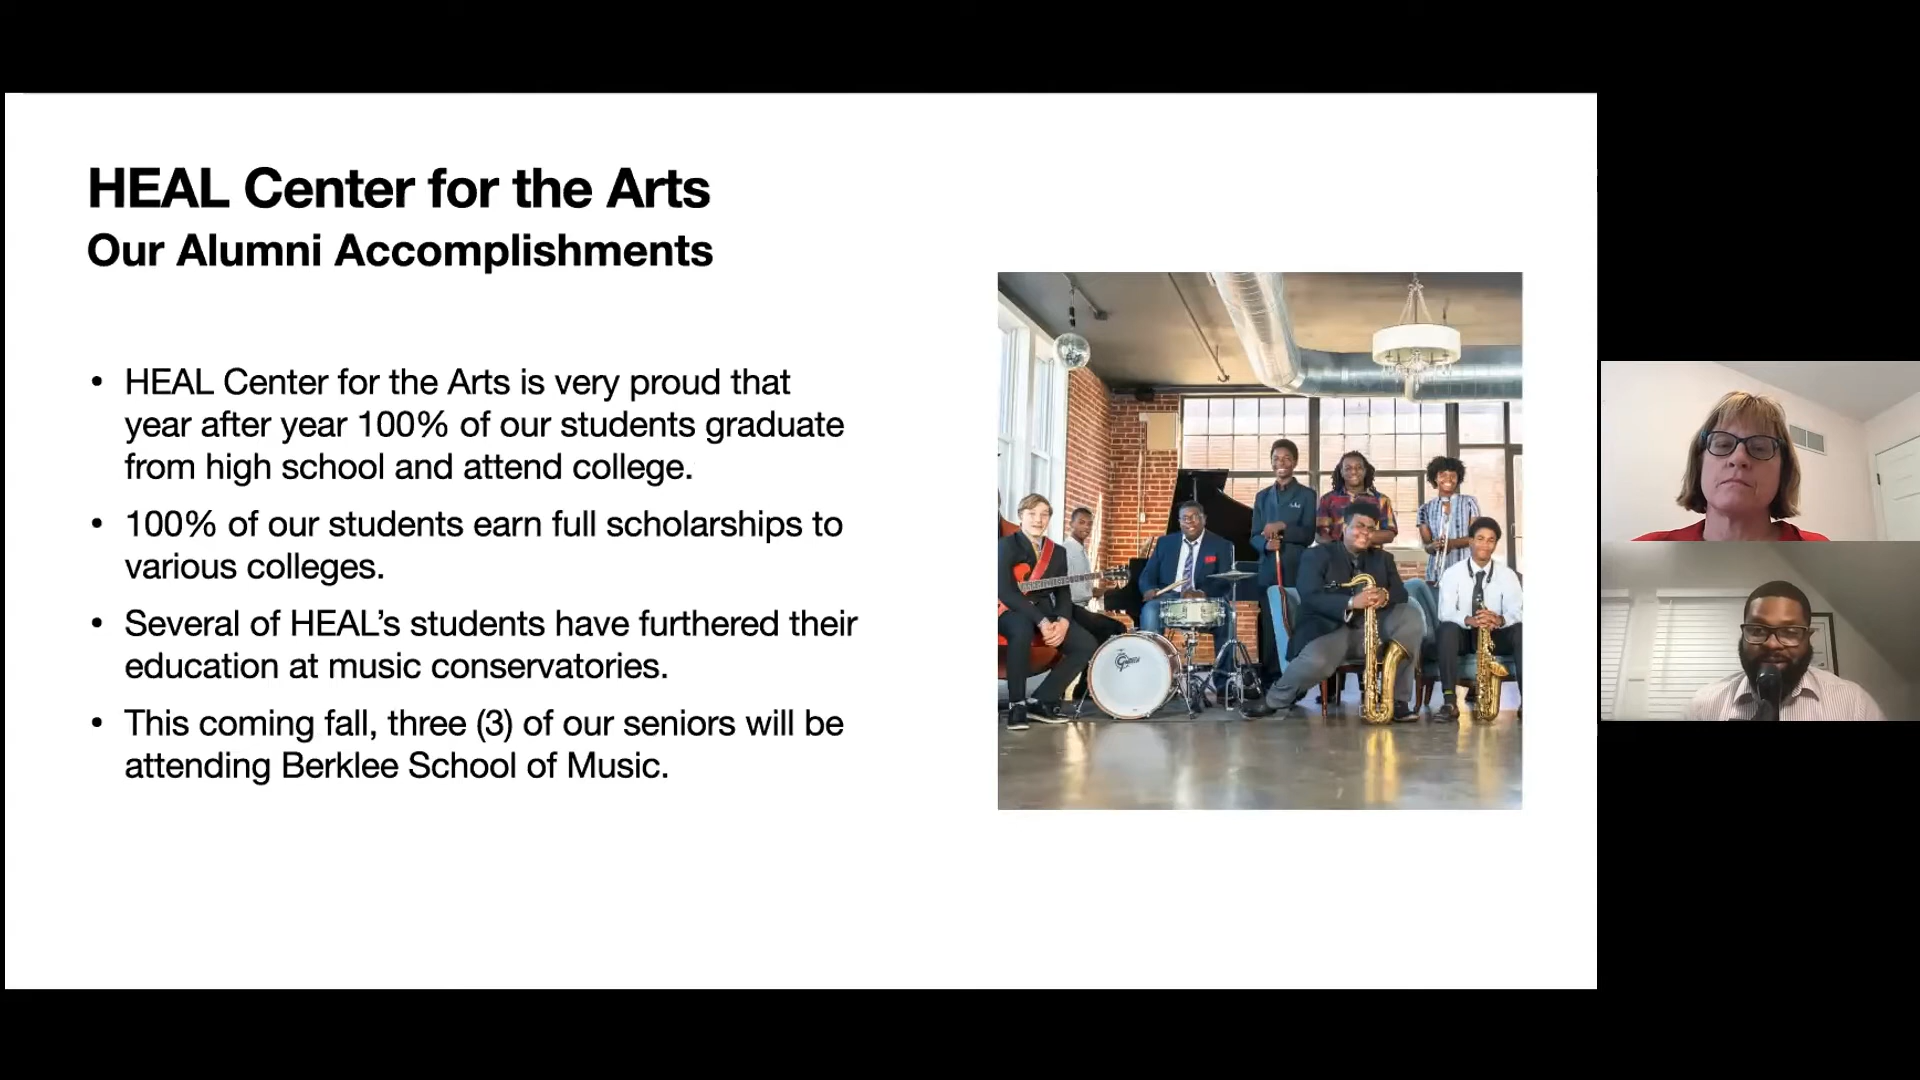 HEAL Center for the Arts
Our Alumni Accomplishments
• HEAL Center for the Arts is very proud that
year after year 100% of our students graduate
from high school and attend college.
• 100% of our students earn full scholarships to
various colleges.
• Several of HEAL’s students have furthered their
education at music conservatories.
• This coming fall, three (3) of our seniors will be
attending Berklee School of Music.